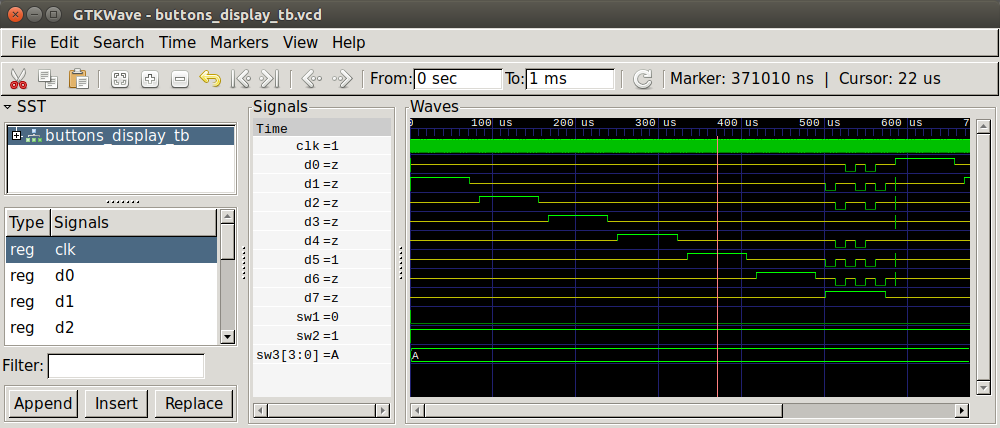 GTKWave - buttons_display_tb.vcd
File Edit Search Time Markers View Help
From: 0 sec To: 1 ms Marker: 371010 ns | Cursor: 22 us
SST
buttons_display_tb
Type Signals
reg clk
reg d0
reg d1
reg d2
Filter:
Append Insert Replace
Signals
Time
clk =1
d0 =z
d1 =z
d2 =z
d3 =z
d4 =z
d5 =1
d6 =z
d7 =z
sw1 =0
sw2 =1
sw3[3:0] =A
Waves
0 100 us 200 us 300 us 400 us 500 us 600 us 7
A